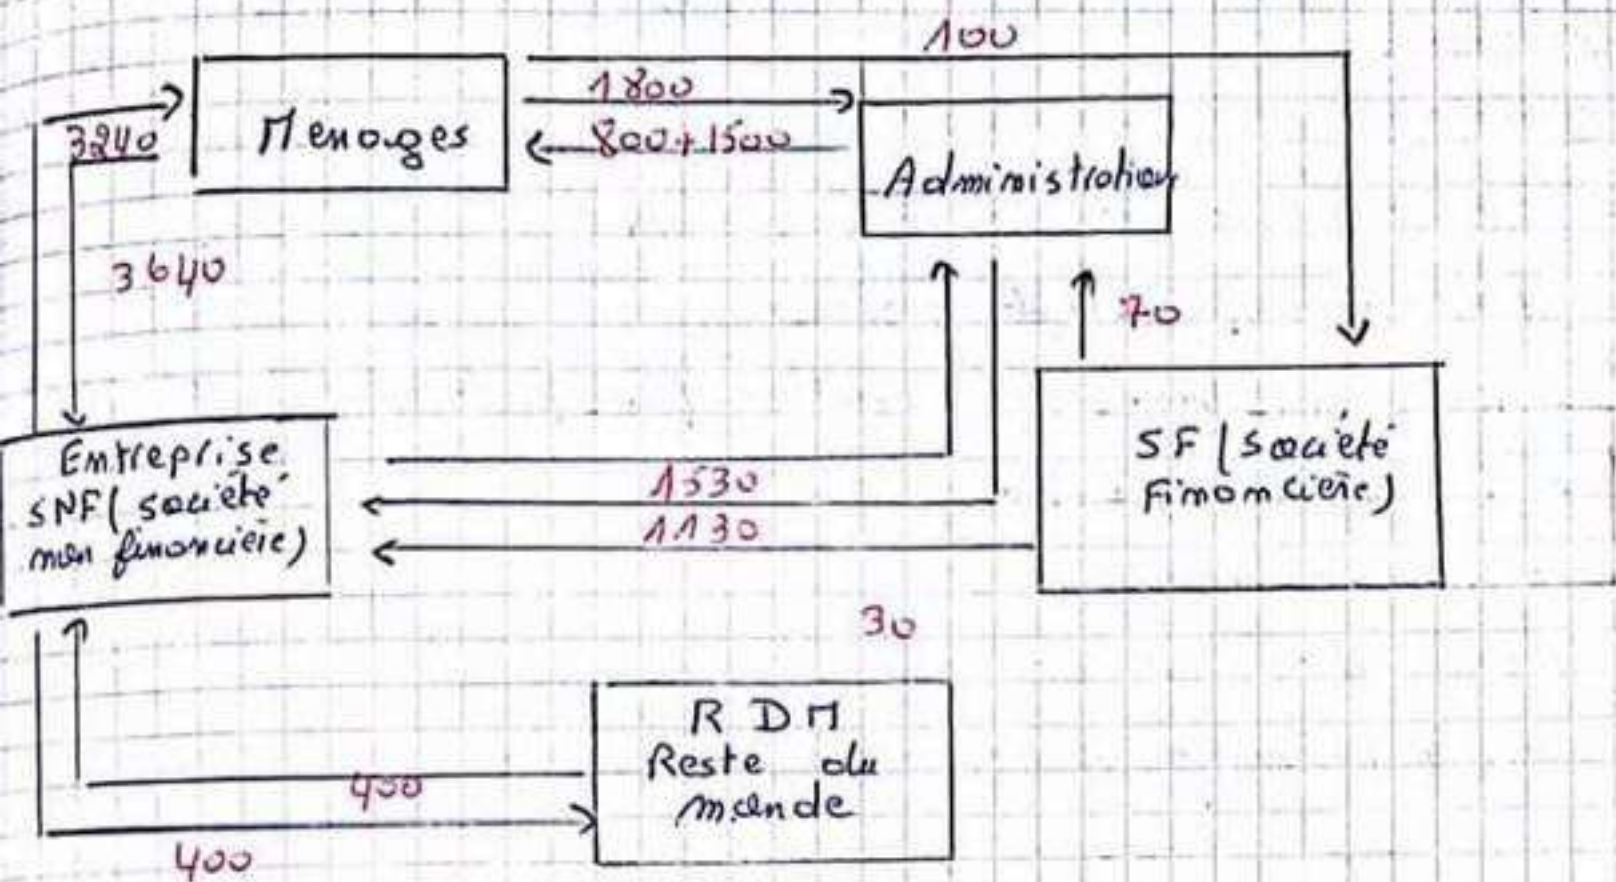 100
1800
3240
Menages
800+1500
Administration
3640
70
Entreprise
SNF (société
non financière)
1530
1130
SF (société
Financière)
30
RDM
Reste du
monde
400
400